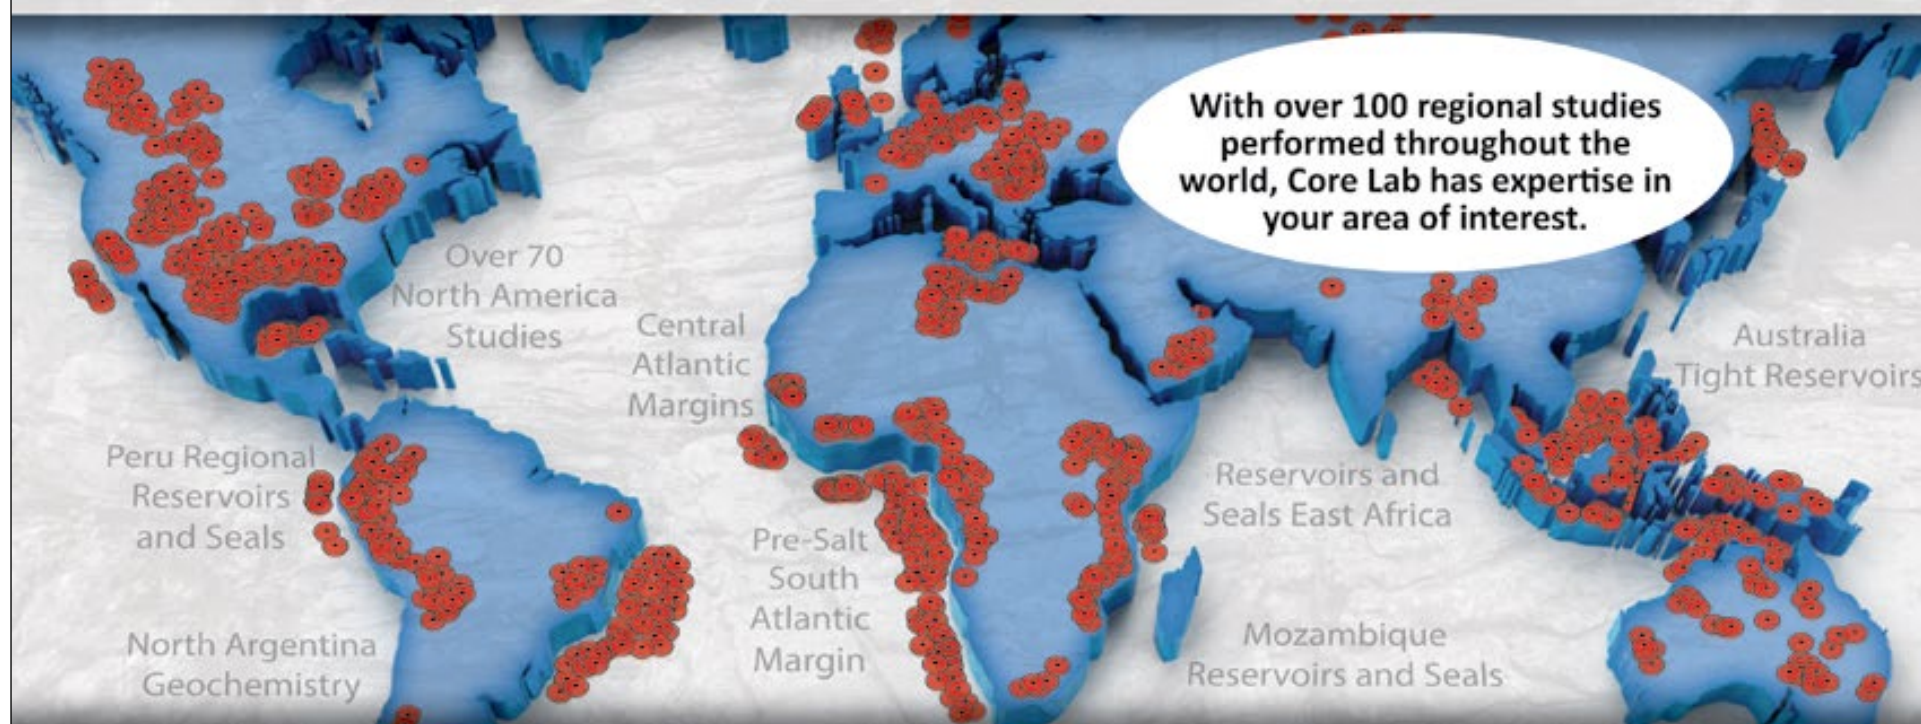 With over 100 regional studies
performed throughout the
world, Core Lab has expertise in
your area of interest.
Over 70
North America
Studies
Central
Atlantic
Margins
Australia
Tight Reservoirs
Peru Regional
Reservoirs
and Seals
Reservoirs and
Seals East Africa
Pre-Salt
South
Atlantic
Margin
North Argentina
Geochemistry
Mozambique
Reservoirs and Seals